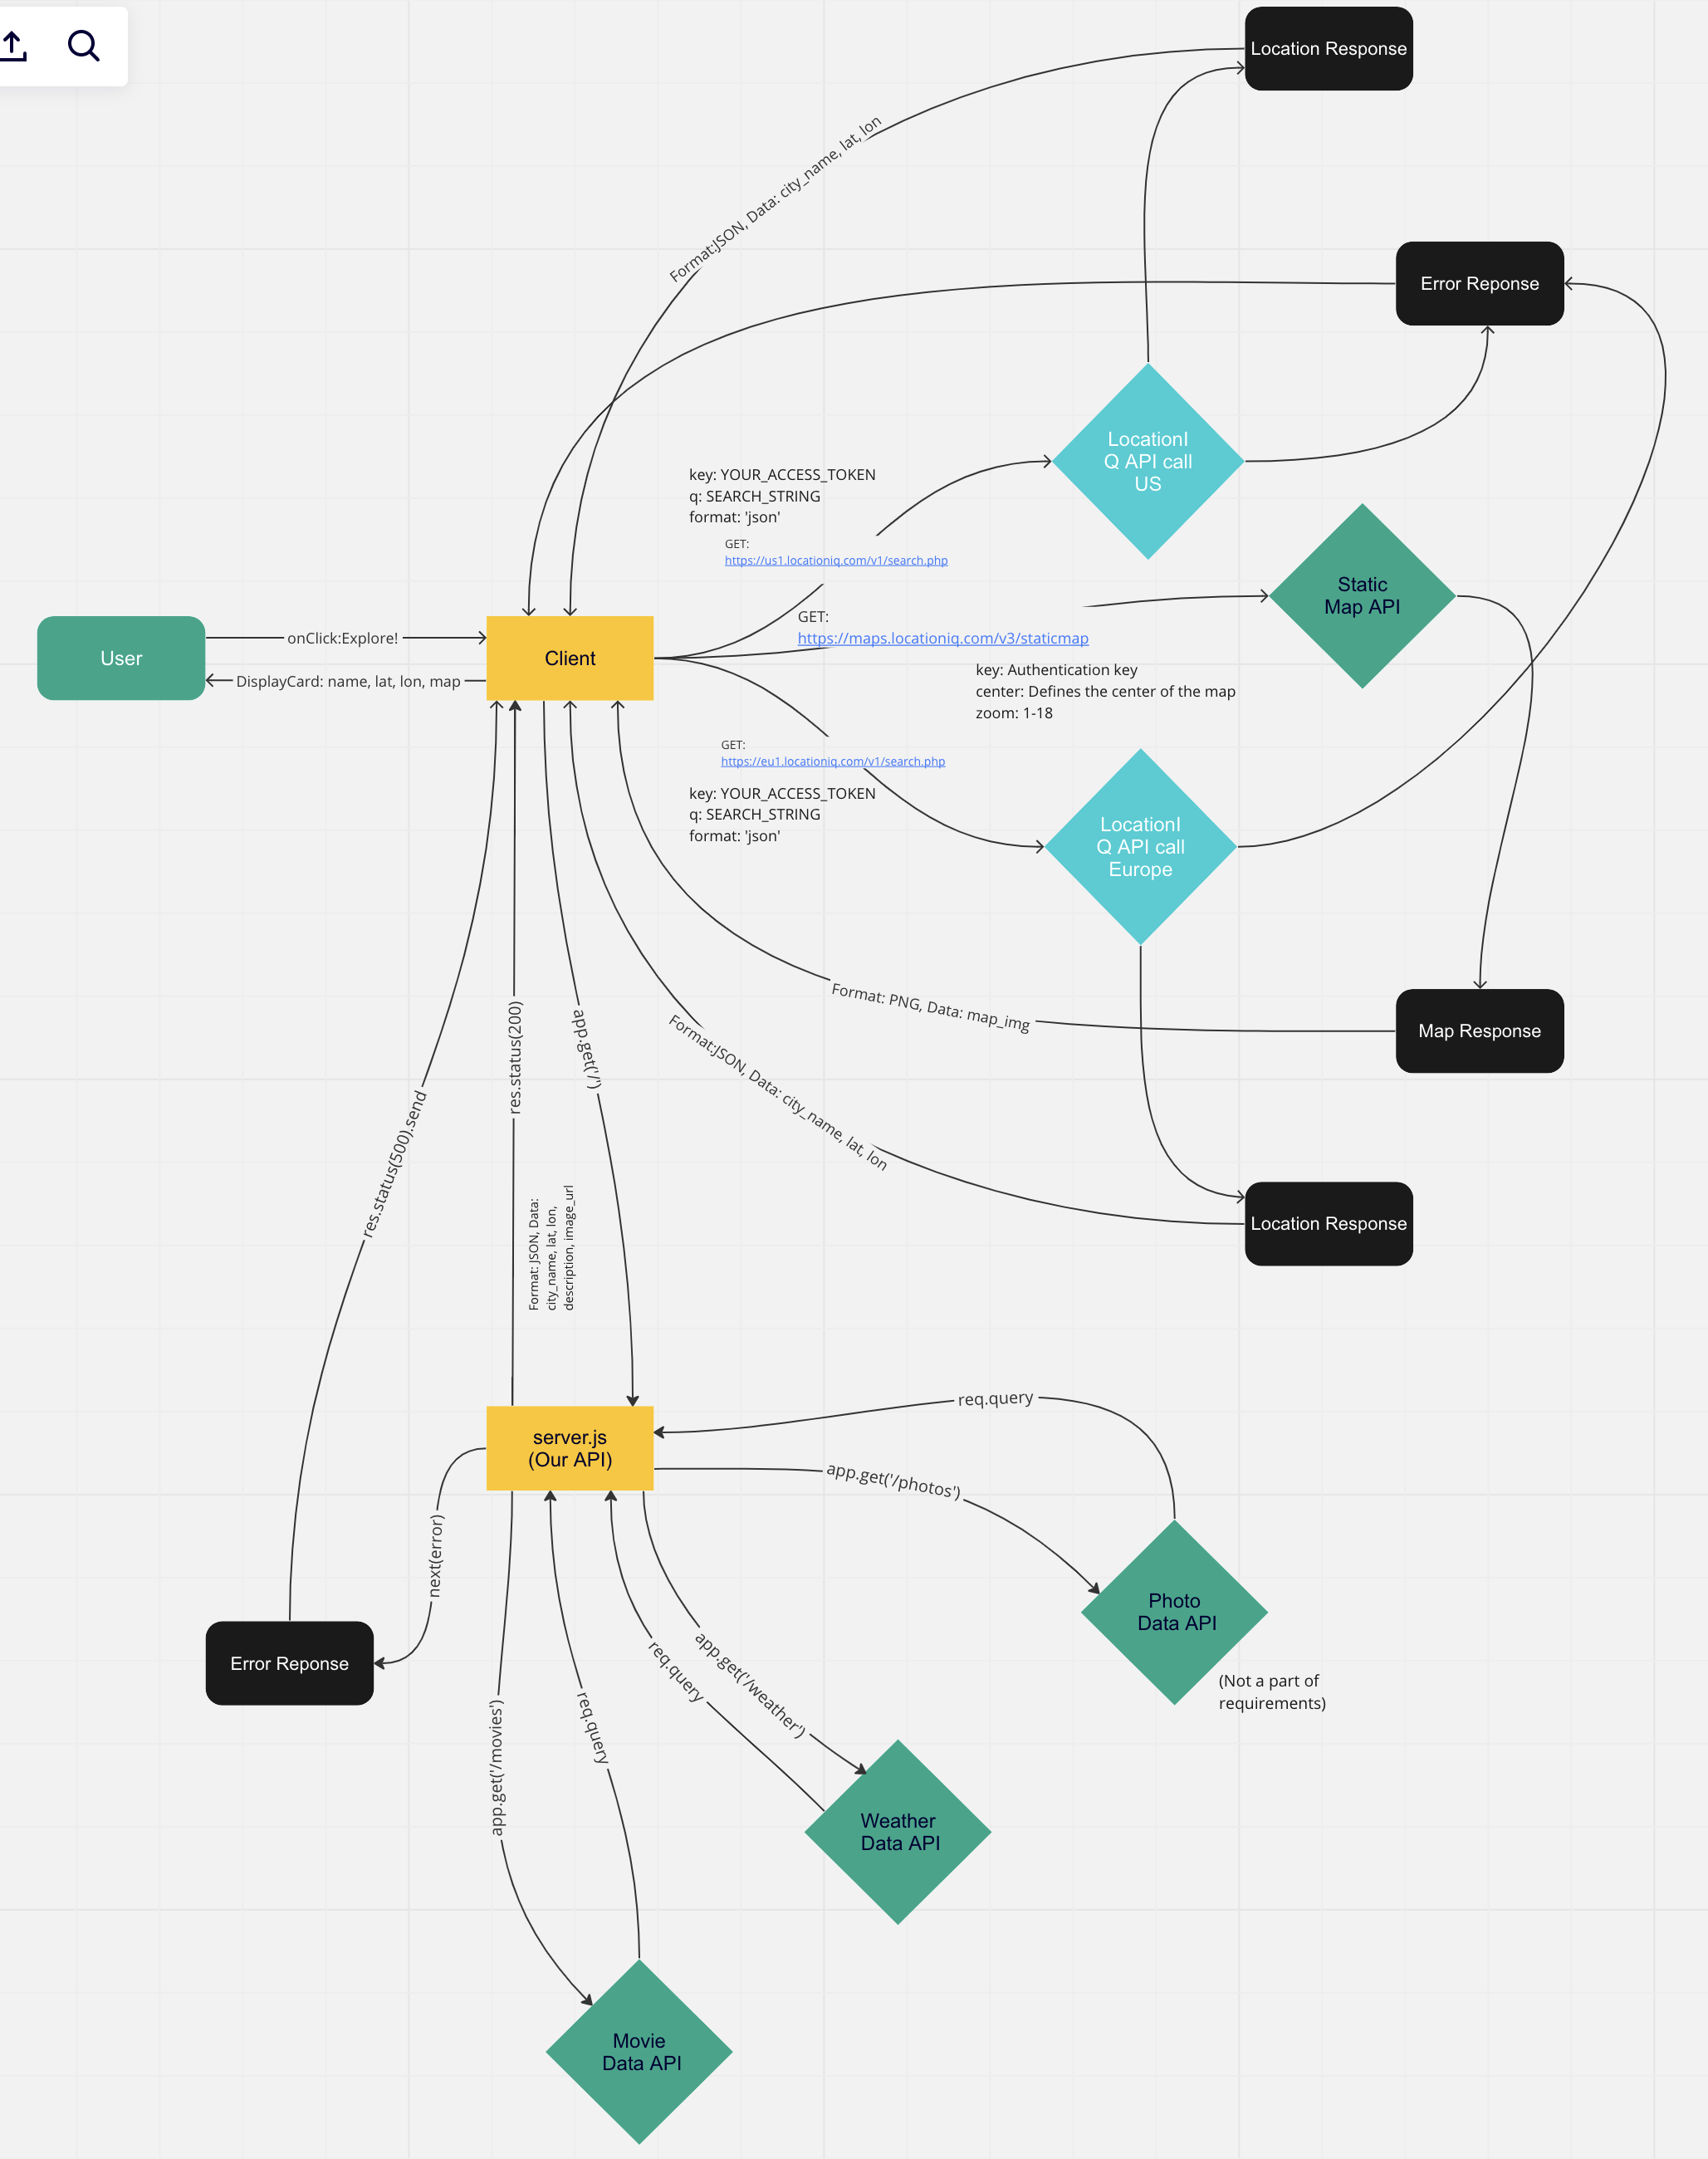 Location Response
Format:JSON, Data: city_name, lat, lon
Error Reponse
LocationI
Q API call
US
key: YOUR_ACCESS_TOKEN
q: SEARCH_STRING
format: 'json'
GET:
https://us1.locationiq.com/v1/search.php
Static
Map API
GET:
https://maps.locationiq.com/v3/staticmap
User
onClick:Explore!
Client
DisplayCard: name, lat, lon, map
key: Authentication key
center: Defines the center of the map
zoom: 1-18
GET:
https://eu1.locationiq.com/v1/search.php
key: YOUR_ACCESS_TOKEN
q: SEARCH_STRING
format: 'json'
LocationI
Q API call
Europe
Format: PNG, Data: map_img
Map Response
Format:JSON, Data: city_name, lat, lon
res.status(200)
app.get('/')
res.status(500).send
Location Response
Format: JSON, Data:
city_name, lat, lon,
description, image_url
server.js
(Our API)
req.query
app.get('/photos')
next(error)
Photo
Data API
(Not a part of
requirements)
Error Reponse
app.get('/weather')
req.query
req.query
app.get('/movies')
Weather
Data API
Movie
Data API